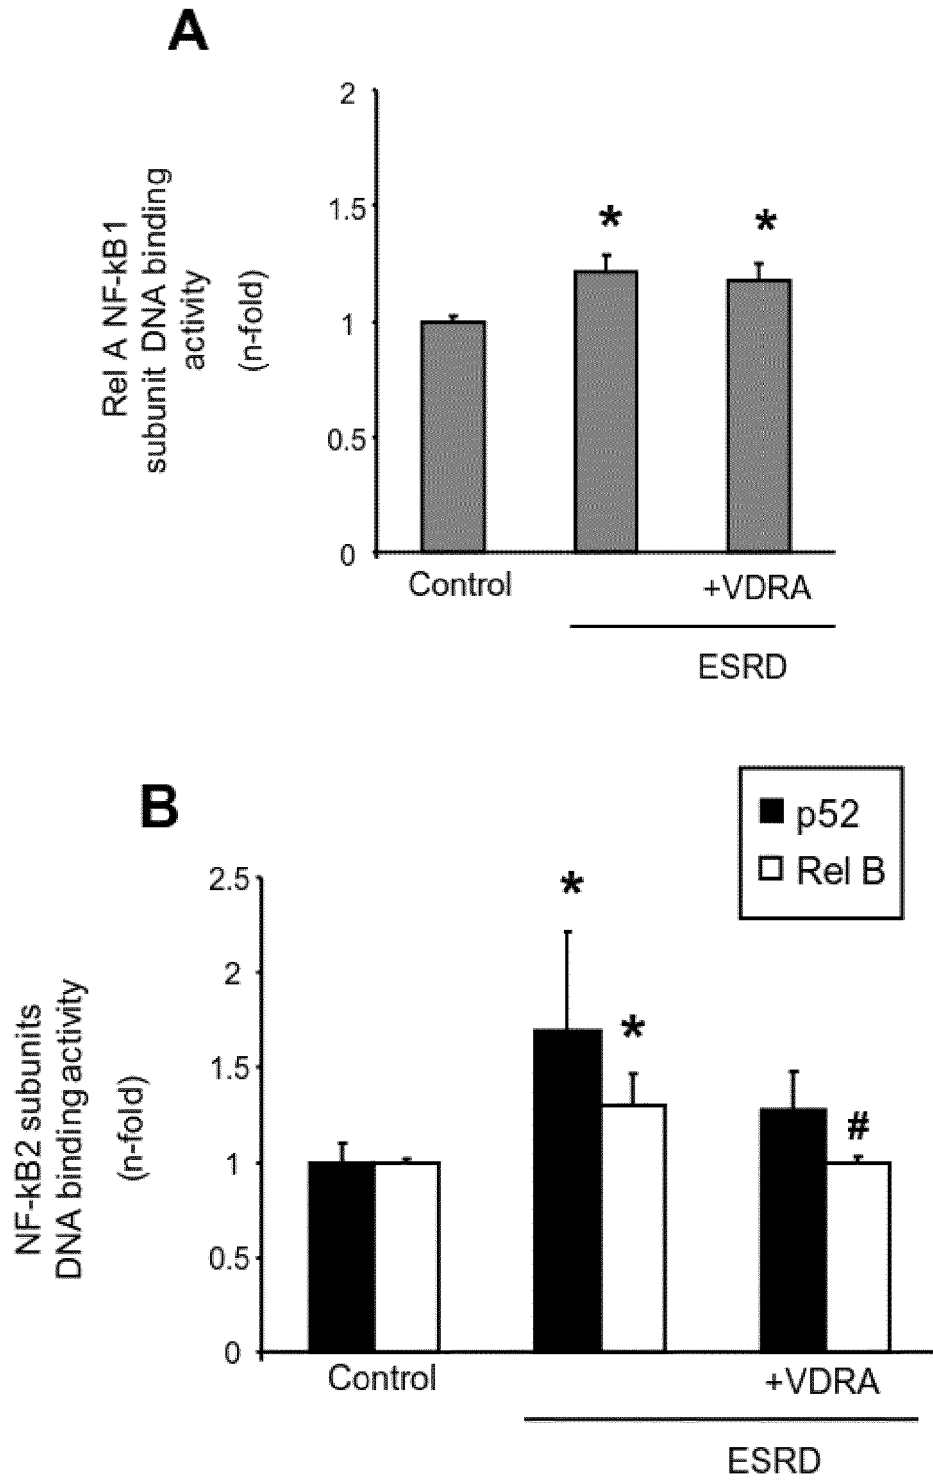 A
2
1.5
1
0.5
0
Rel A NF-kB1
subunit DNA binding
activity
(n-fold)
*
*
Control
+VDRA
ESRD
B
p52
Rel B
2.5
2
1.5
1
0.5
0
NF-kB2 subunits
DNA binding activity
(n-fold)
*
*
#
Control
+VDRA
ESRD